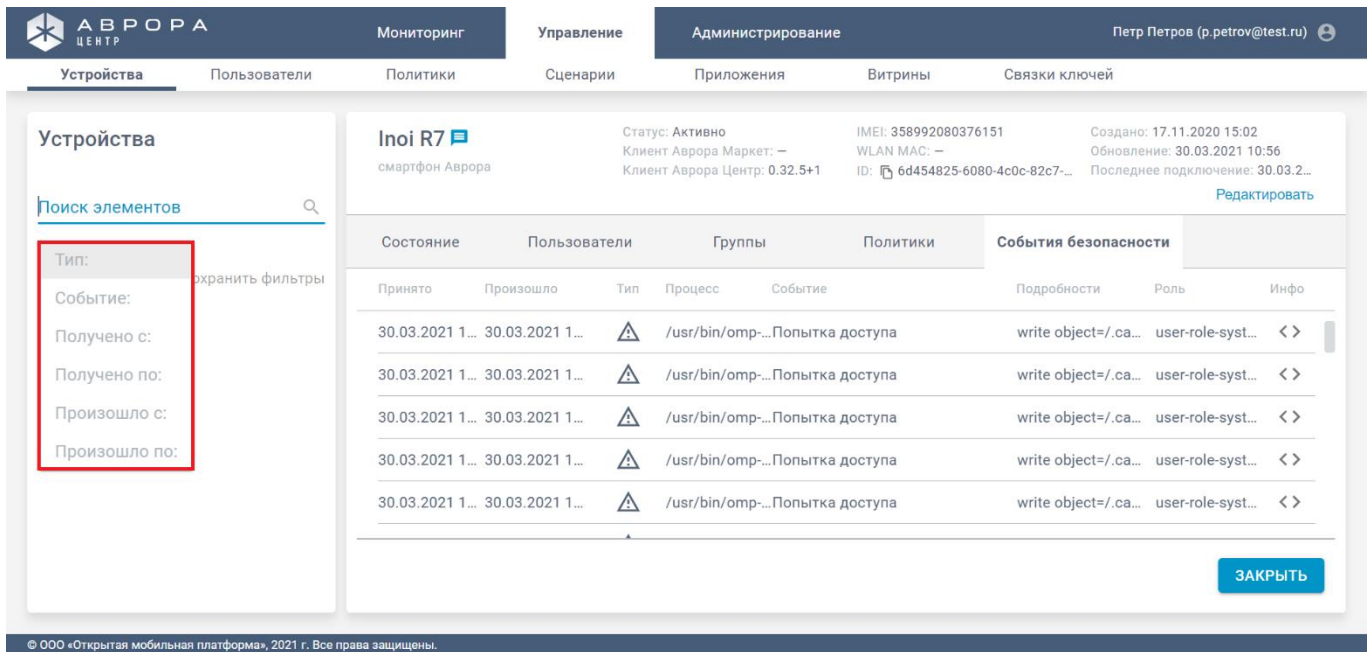 АВРОРА
ЦЕНТР
Мониторинг Управление Администрирование Петр Петров (p.petrov@test.ru)
Устройства Пользователи Политики Сценарии Приложения Витрины Связки ключей
Устройства
Поиск элементов
Тип:
охранить фильтры
Событие:
Получено с:
Получено по:
Произошло с:
Произошло по:
Inoi R7
смартфон Аврора
Статус: Активно
Клиент Аврора Маркет: —
Клиент Аврора Центр: 0.32.5+1
IMEI: 358992080376151
WLAN MAC: —
ID: 6d454825-6080-4c0c-82c7-...
Создано: 17.11.2020 15:02
Обновление: 30.03.2021 10:56
Последнее подключение: 30.03.2...
Редактировать
Состояние Пользователи Группы Политики События безопасности
Принято Произошло Тип Процесс Событие Подробности Роль Инфо
30.03.2021 1... 30.03.2021 1... /usr/bin/omp-... Попытка доступа write object=/.ca... user-role-syst... <>
30.03.2021 1... 30.03.2021 1... /usr/bin/omp-... Попытка доступа write object=/.ca... user-role-syst... <>
30.03.2021 1... 30.03.2021 1... /usr/bin/omp-... Попытка доступа write object=/.ca... user-role-syst... <>
30.03.2021 1... 30.03.2021 1... /usr/bin/omp-... Попытка доступа write object=/.ca... user-role-syst... <>
30.03.2021 1... 30.03.2021 1... /usr/bin/omp-... Попытка доступа write object=/.ca... user-role-syst... <>
ЗАКРЫТЬ
© ООО «Открытая мобильная платформа», 2021 г. Все права защищены.